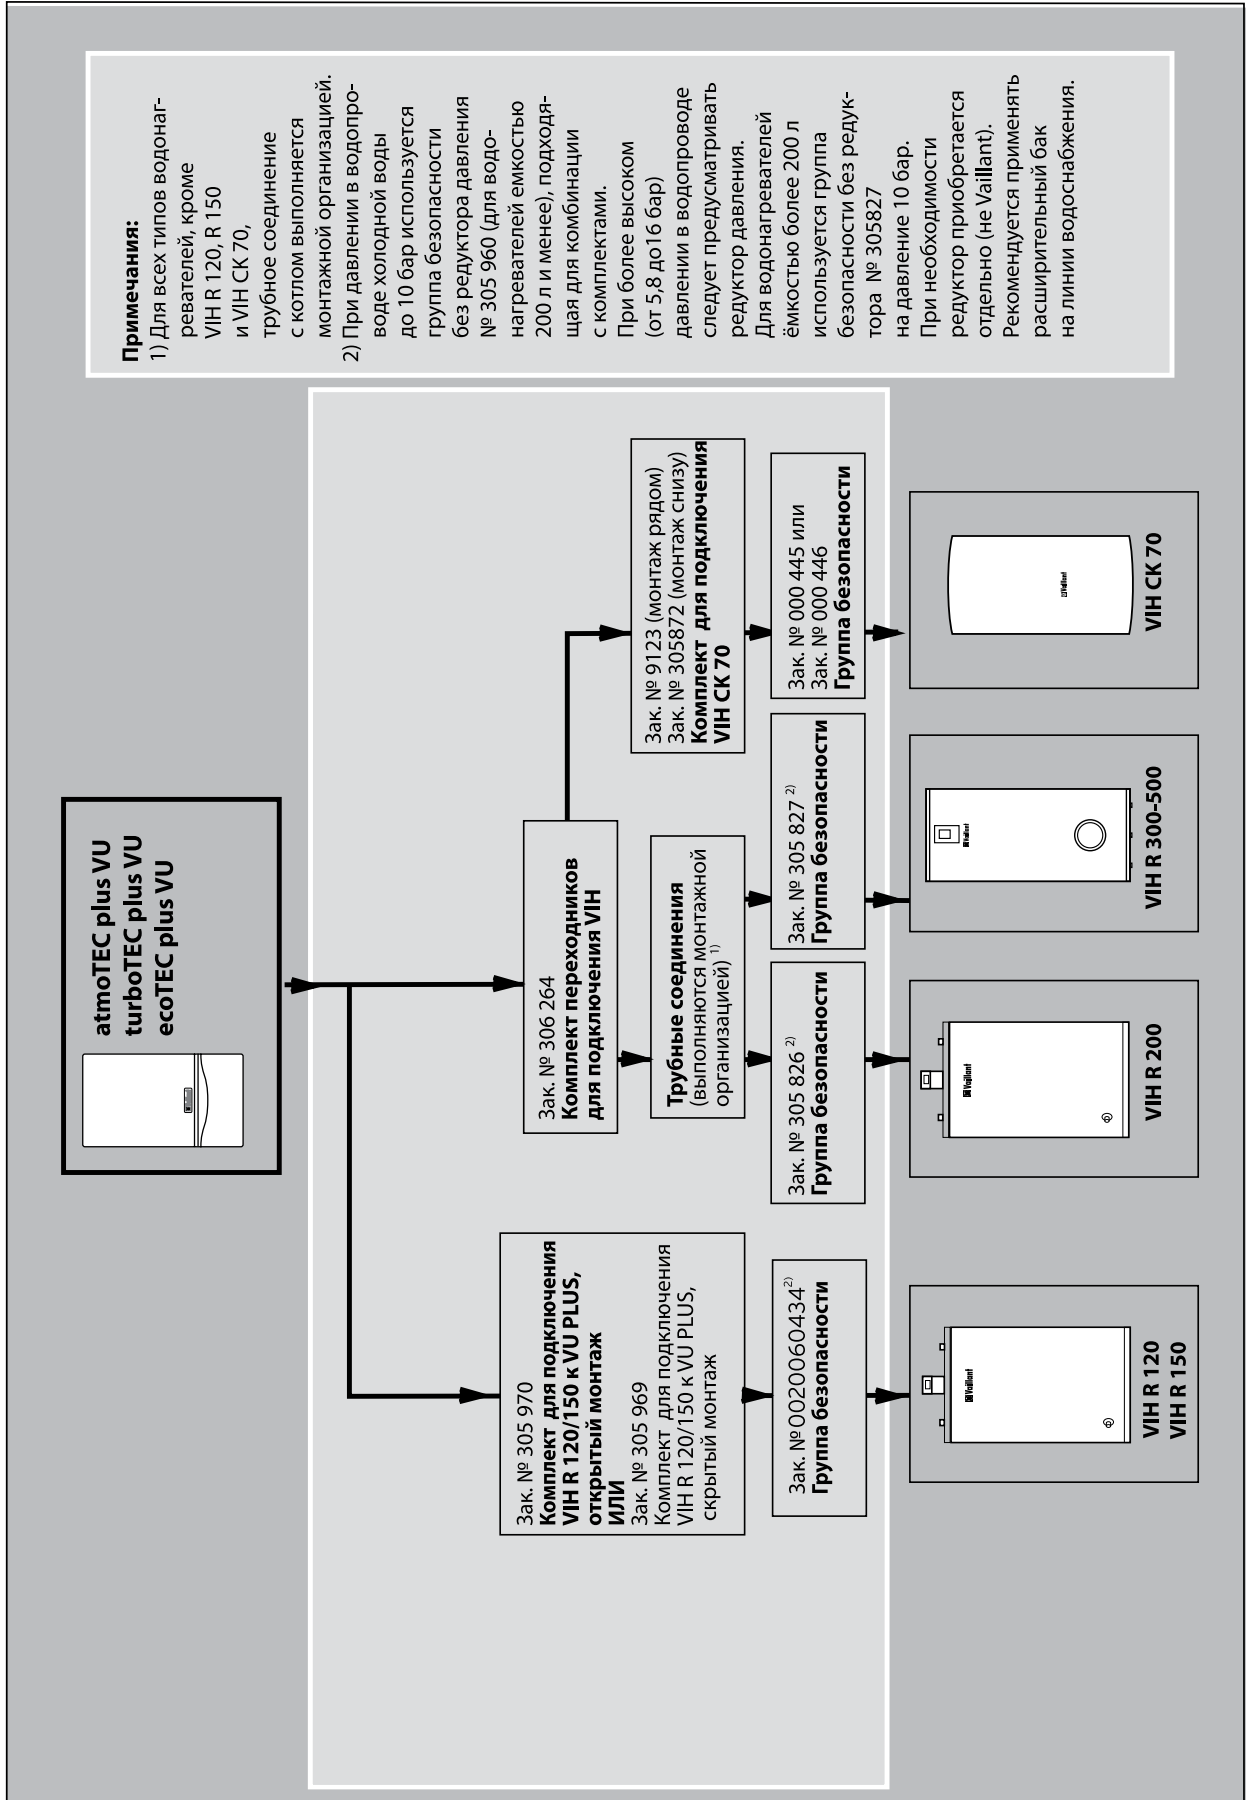 atmoTEC plus VU
turboTEC plus VU
ecoTEC plus VU
Зак. № 305 970
Комплект для подключения
VIH R 120/150 к VU PLUS,
открытый монтаж
ИЛИ
Зак. № 305 969
Комплект для подключения
VIH R 120/150 к VU PLUS,
скрытый монтаж
Зак. №0020060434 2)
Группа безопасности
VIH R 120
VIH R 150
Зак. № 306 264
Комплект переходников
для подключения VIH
Трубные соединения
(выполняются монтажной
организацией) 1)
Зак. № 305 826 2)
Группа безопасности
Vaillant
VIH R 200
Зак. № 305 827 2)
Группа безопасности
Vaillant
VIH R 300-500
Зак. № 9123 (монтаж рядом)
Зак. № 305872 (монтаж снизу)
Комплект для подключения
VIH CK 70
Зак. № 000 445 или
Зак. № 000 446
Группа безопасности
Vaillant
VIH CK 70
Vaillant
Vaillant
Примечания:
1) Для всех типов водонаг-
ревателей, кроме
VIH R 120, R 150
и VIH CK 70,
трубное соединение
с котлом выполняется
монтажной организацией.
2) При давлении в водопро-
воде холодной воды
до 10 бар используется
группа безопасности
без редуктора давления
№ 305 960 (для водо-
нагревателей емкостью
200 л и менее), подходя-
щая для комбинации
с комплектами.
При более высоком
(от 5,8 до16 бар)
давлении в водопроводе
следует предусматривать
редуктор давления.
Для водонагревателей
ёмкостью более 200 л
используется группа
безопасности без редук-
тора № 305827
на давление 10 бар.
При необходимости
редуктор приобретается
отдельно (не Vaillant).
Рекомендуется применять
расширительный бак
на линии водоснабжения.